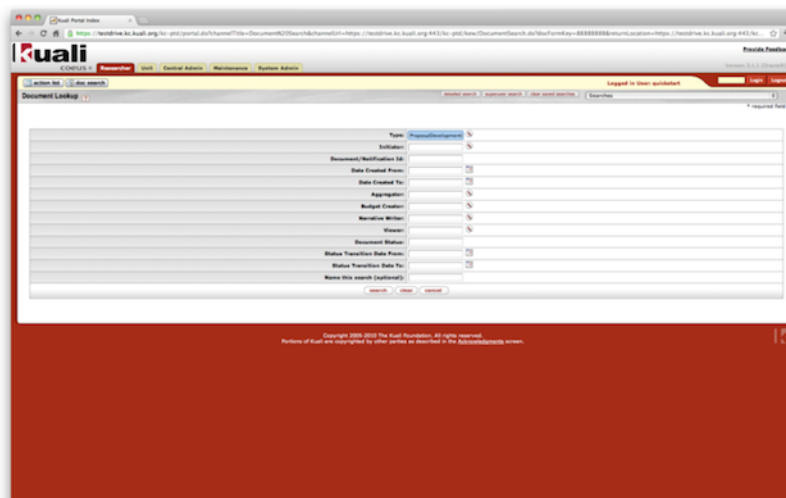 Kuali Portal Index
Kuali
COEUS
Researcher
Unit
Central Admin
Maintenance
System Admin
Provide Feedback
action list
doc search
Logged in User: quickstart
Login
Logout
Document Lookup
detailed search
superuser search
clear saved searches
Searches
* required field
Type:
ProposalDevelopment
Initiator:
Document/Notification Id:
Date Created From:
Date Created To:
Aggregator:
Budget Creator:
Narrative Writer:
Viewer:
Document Status:
Status Transition Date From:
Status Transition Date To:
Name this search (optional):
search
clear
cancel
Copyright 2005-2010 The Kuali Foundation. All rights reserved.
Portions of Kuali are copyrighted by other parties as described in the Acknowledgments screen.